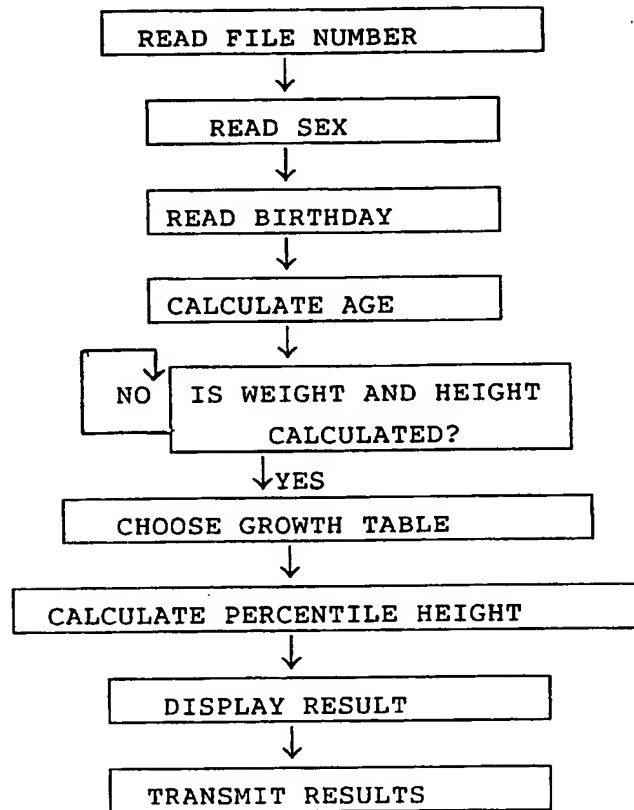 READ FILE NUMBER
READ SEX
READ BIRTHDAY
CALCULATE AGE
NO
IS WEIGHT AND HEIGHT
CALCULATED?
YES
CHOOSE GROWTH TABLE
CALCULATE PERCENTILE HEIGHT
DISPLAY RESULT
TRANSMIT RESULTS